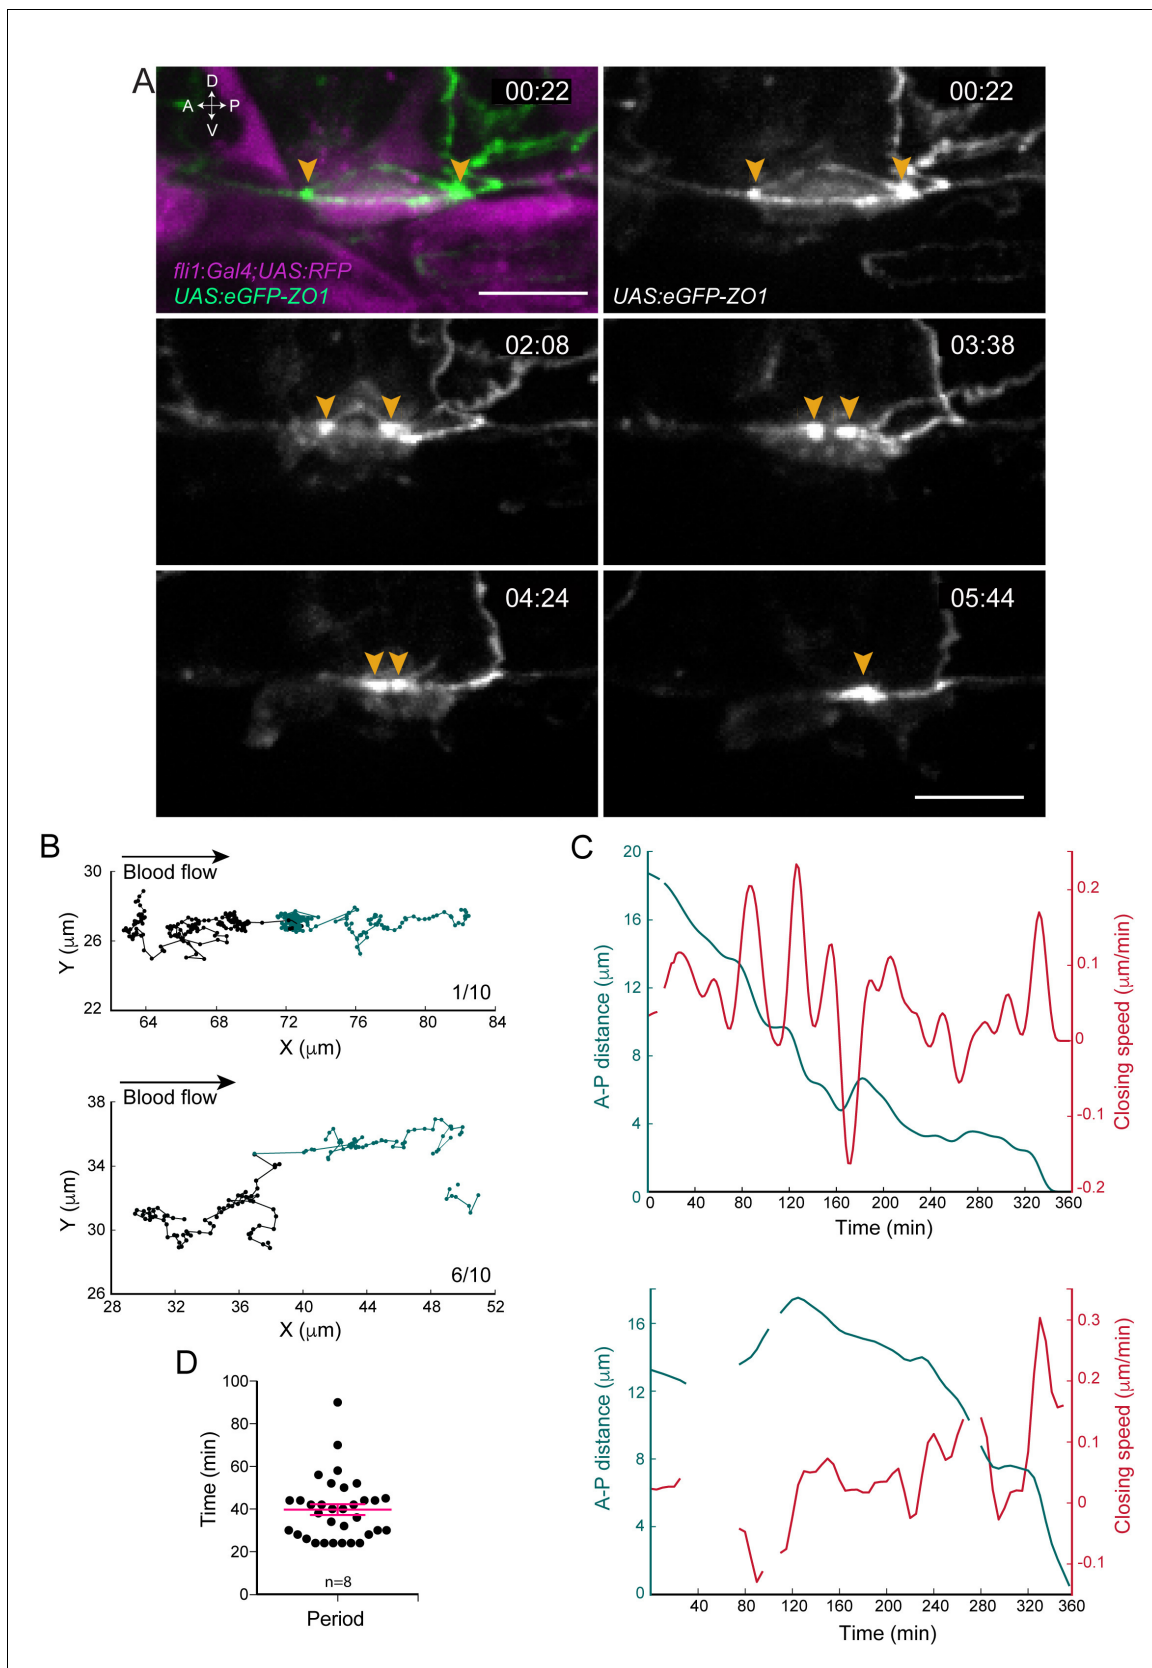 A
D
A P
V
00:22
fli1:Gal4;UAS:RFP
UAS:eGFP-ZO1
00:22
UAS:eGFP-ZO1
02:08
03:38
04:24
05:44
B
Blood flow
30
26
22
Y (μm)
64 68 72 76 80 84
X (μm)
1/10
Blood flow
38
34
30
26
Y (μm)
28 32 36 40 44 48 52
X (μm)
6/10
C
20
16
12
8
4
0
A-P distance (μm)
0.2
0.1
0
-0.1
-0.2
Closing speed (μm/min)
0 40 80 120 160 200 240 280 320 360
Time (min)
16
12
8
4
0
A-P distance (μm)
0.3
0.2
0.1
0
-0.1
Closing speed (μm/min)
40 80 120 160 200 240 280 320 360
Time (min)
D
100
80
60
40
20
0
Time (min)
n=8
Period